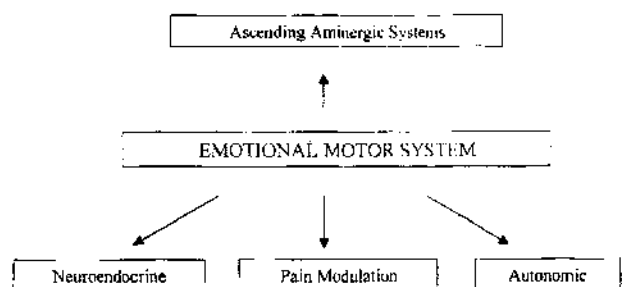 Ascending Aminergic Systems
EMOTIONAL MOTOR SYSTEM
Neuroendocrine
Pain Modulation
Autonomic